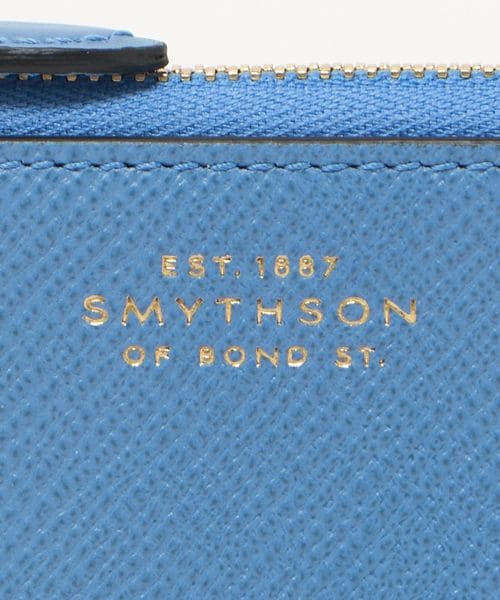 EST. 1887
SMYTHSON
OF BOND ST.